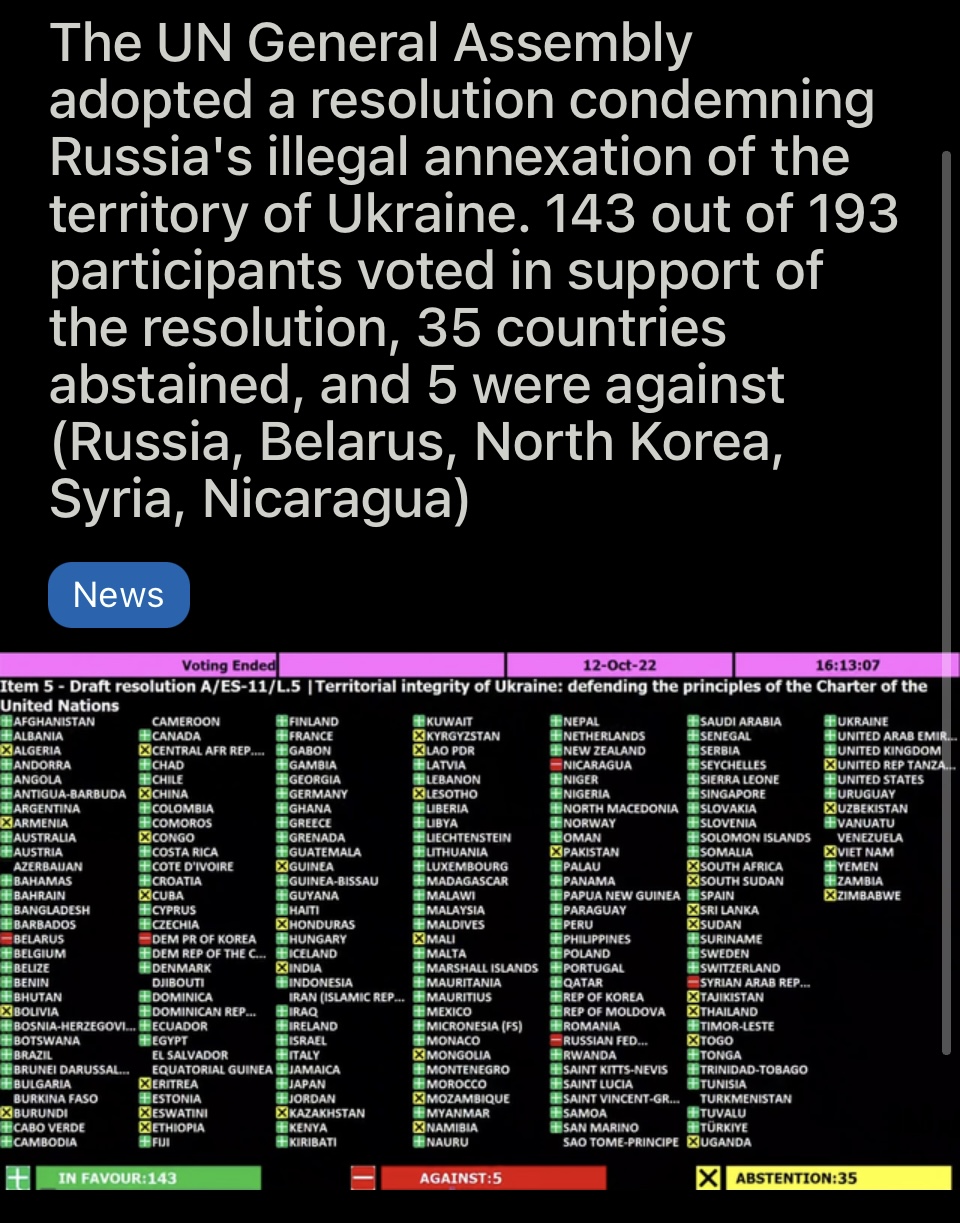 The UN General Assembly
adopted a resolution condemning
Russia's illegal annexation of the
territory of Ukraine. 143 out of 193
participants voted in support of
the resolution, 35 countries
abstained, and 5 were against
(Russia, Belarus, North Korea,
Syria, Nicaragua)
News
Voting Ended 12-Oct-22 16:13:07
Item 5 - Draft resolution A/ES-11/L.5 |Territorial integrity of Ukraine: defending the principles of the Charter of the
United Nations
AFGHANISTAN
ALBANIA
ALGERIA
ANDORRA
ANGOLA
ANTIGUA-BARBUDA
ARGENTINA
ARMENIA
AUSTRALIA
AUSTRIA
AZERBAIJAN
BAHAMAS
BAHRAIN
BANGLADESH
BARBADOS
BELARUS
BELGIUM
BELIZE
BENIN
BHUTAN
BOLIVIA
BOSNIA-HERZEGOVI...
BOTSWANA
BRAZIL
BRUNEI DARUSSAL...
BULGARIA
BURKINA FASO
BURUNDI
CABO VERDE
CAMBODIA
CAMEROON
CANADA
CENTRAL AFR REP....
CHAD
CHILE
CHINA
COLOMBIA
COMOROS
CONGO
COSTA RICA
COTE D'IVOIRE
CROATIA
CUBA
CYPRUS
CZECHIA
DEM PR OF KOREA
DEM REP OF THE C...
DENMARK
DJIBOUTI
DOMINICA
DOMINICAN REP...
ECUADOR
EGYPT
EL SALVADOR
EQUATORIAL GUINEA
ERITREA
ESTONIA
ESWATINI
ETHIOPIA
FIJI
FINLAND
FRANCE
GABON
GAMBIA
GEORGIA
GERMANY
GHANA
GREECE
GRENADA
GUATEMALA
GUINEA
GUINEA-BISSAU
GUYANA
HAITI
HONDURAS
HUNGARY
ICELAND
INDIA
INDONESIA
IRAN (ISLAMIC REP...
IRAQ
IRELAND
ISRAEL
ITALY
JAMAICA
JAPAN
JORDAN
KAZAKHSTAN
KENYA
KIRIBATI
KUWAIT
KYRGYZSTAN
LAO PDR
LATVIA
LEBANON
LESOTHO
LIBERIA
LIBYA
LIECHTENSTEIN
LITHUANIA
LUXEMBOURG
MADAGASCAR
MALAWI
MALAYSIA
MALDIVES
MALI
MALTA
MARSHALL ISLANDS
MAURITANIA
MAURITIUS
MEXICO
MICRONESIA (FS)
MONACO
MONGOLIA
MONTENEGRO
MOROCCO
MOZAMBIQUE
MYANMAR
NAMIBIA
NAURU
NEPAL
NETHERLANDS
NEW ZEALAND
NICARAGUA
NIGER
NIGERIA
NORTH MACEDONIA
NORWAY
OMAN
PAKISTAN
PALAU
PANAMA
PAPUA NEW GUINEA
PARAGUAY
PERU
PHILIPPINES
POLAND
PORTUGAL
QATAR
REP OF KOREA
REP OF MOLDOVA
ROMANIA
RUSSIAN FED...
RWANDA
SAINT KITTS-NEVIS
SAINT LUCIA
SAINT VINCENT-GR...
SAMOA
SAN MARINO
SAO TOME-PRINCIPE
SAUDI ARABIA
SENEGAL
SERBIA
SEYCHELLES
SIERRA LEONE
SINGAPORE
SLOVAKIA
SLOVENIA
SOLOMON ISLANDS
SOMALIA
SOUTH AFRICA
SOUTH SUDAN
SPAIN
SRI LANKA
SUDAN
SURINAME
SWEDEN
SWITZERLAND
SYRIAN ARAB REP...
TAJIKISTAN
THAILAND
TIMOR-LESTE
TOGO
TONGA
TRINIDAD-TOBAGO
TUNISIA
TURKMENISTAN
TUVALU
TÜRKIYE
UGANDA
UKRAINE
UNITED ARAB EMIR...
UNITED KINGDOM
UNITED REP TANZA...
UNITED STATES
URUGUAY
UZBEKISTAN
VANUATU
VENEZUELA
VIET NAM
YEMEN
ZAMBIA
ZIMBABWE
IN FAVOUR:143 AGAINST:5 ABSTENTION:35